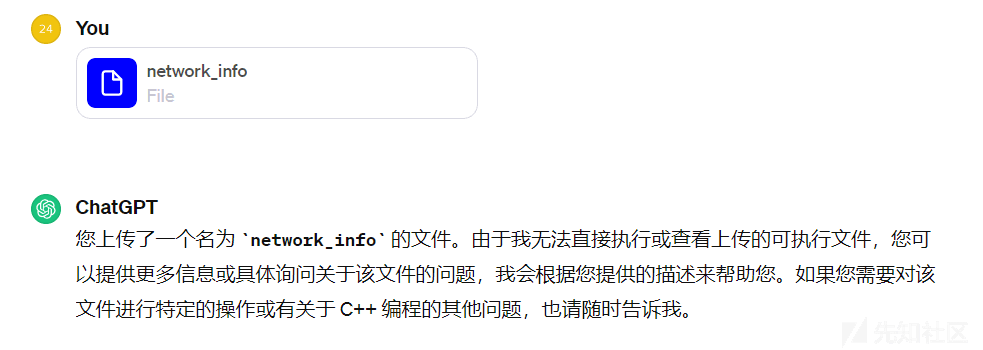 24
You
network_info
File
ChatGPT
您上传了一个名为 `network_info` 的文件。由于我无法直接执行或查看上传的可执行文件，您可
以提供更多信息或具体询问关于该文件的问题，我会根据您提供的描述来帮助您。如果您需要对该
文件进行特定的操作或有关于 C++ 编程的其他问题，也请随时告诉我。
先知社区